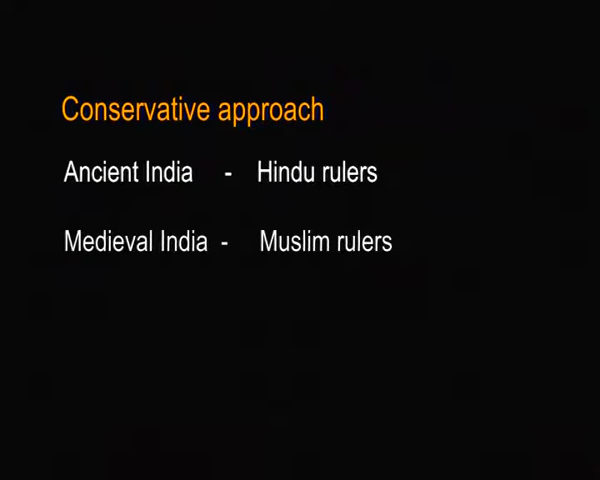 Conservative approach
Ancient India - Hindu rulers
Medieval India - Muslim rulers